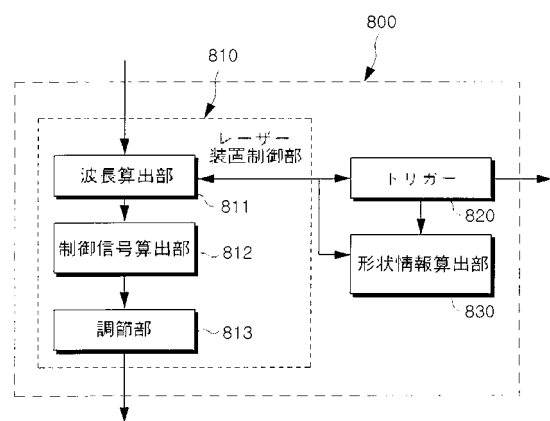 800
810
レーザー
装置制御部
波長算出部
811
トリガー
820
制御信号算出部
812
形状情報算出部
830
調節部
813